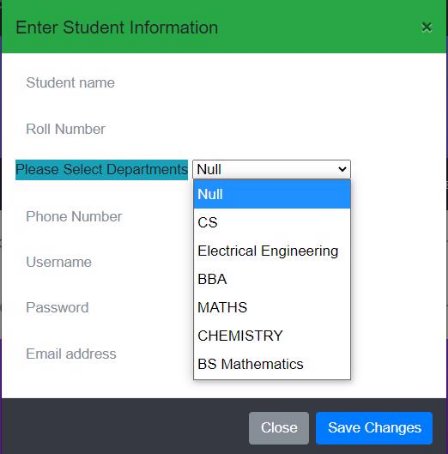 Enter Student Information ×
Student name
Roll Number
Please Select Departments Null
Null
CS
Electrical Engineering
BBA
MATHS
CHEMISTRY
BS Mathematics
Phone Number
Username
Password
Email address
Close Save Changes